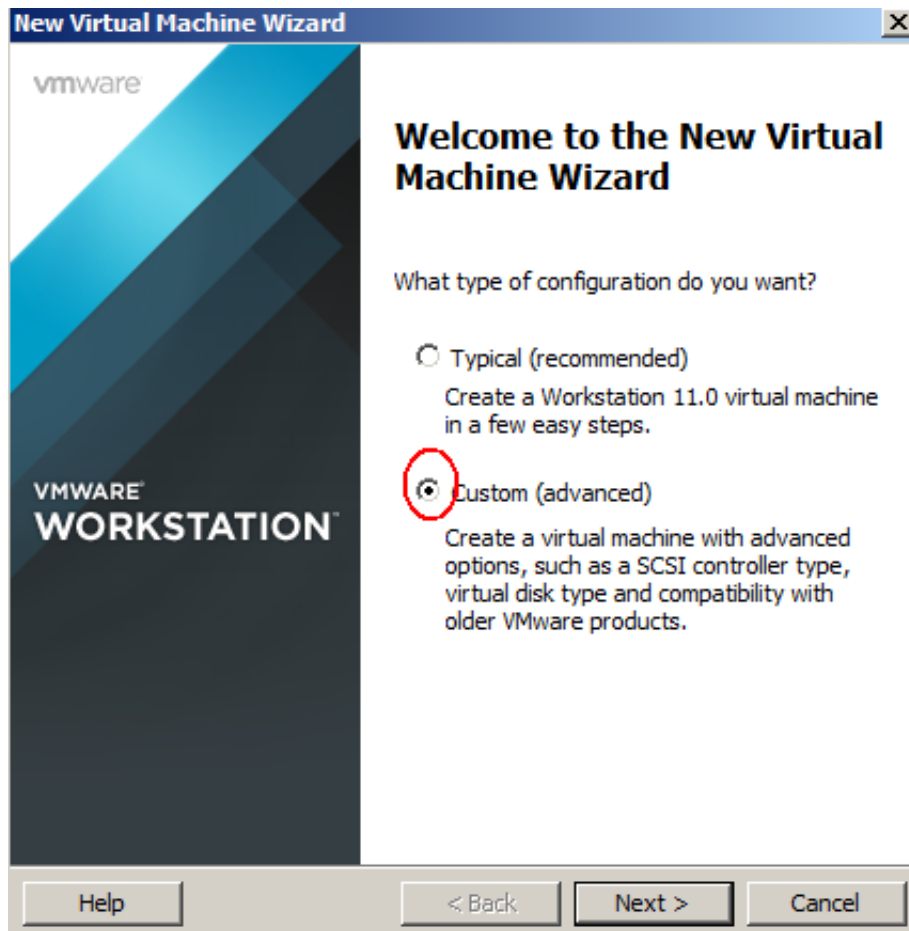 New Virtual Machine Wizard
vmware
Welcome to the New Virtual
Machine Wizard
What type of configuration do you want?
Typical (recommended)
Create a Workstation 11.0 virtual machine
in a few easy steps.
Custom (advanced)
Create a virtual machine with advanced
options, such as a SCSI controller type,
virtual disk type and compatibility with
older VMware products.
VMWARE®
WORKSTATION™
Help
< Back
Next >
Cancel